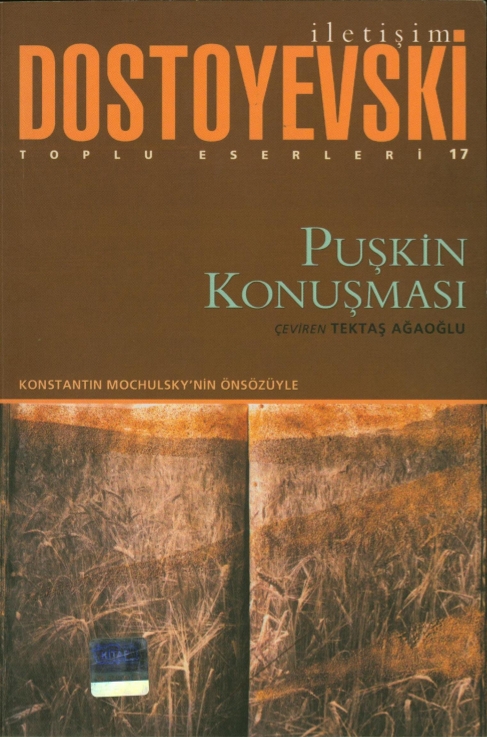 iletişim
DOSTOYEVSKİ
TOPLU ESERLERİ 17
PUŞKİN
KONUŞMASI
ÇEVİREN TEKTAŞ AĞAOĞLU
KONSTANTIN MOCHULSKY'NİN ÖNSÖZÜYLE